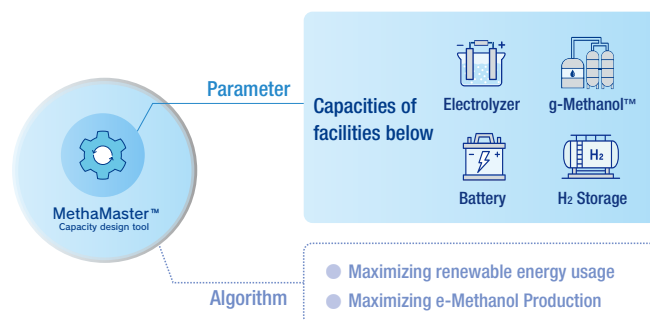 Parameter
Capacities of
facilities below
Electrolyzer
g-Methanol™
Battery
H₂
H₂ Storage
MethaMaster™
Capacity design tool
Algorithm
Maximizing renewable energy usage
Maximizing e-Methanol Production